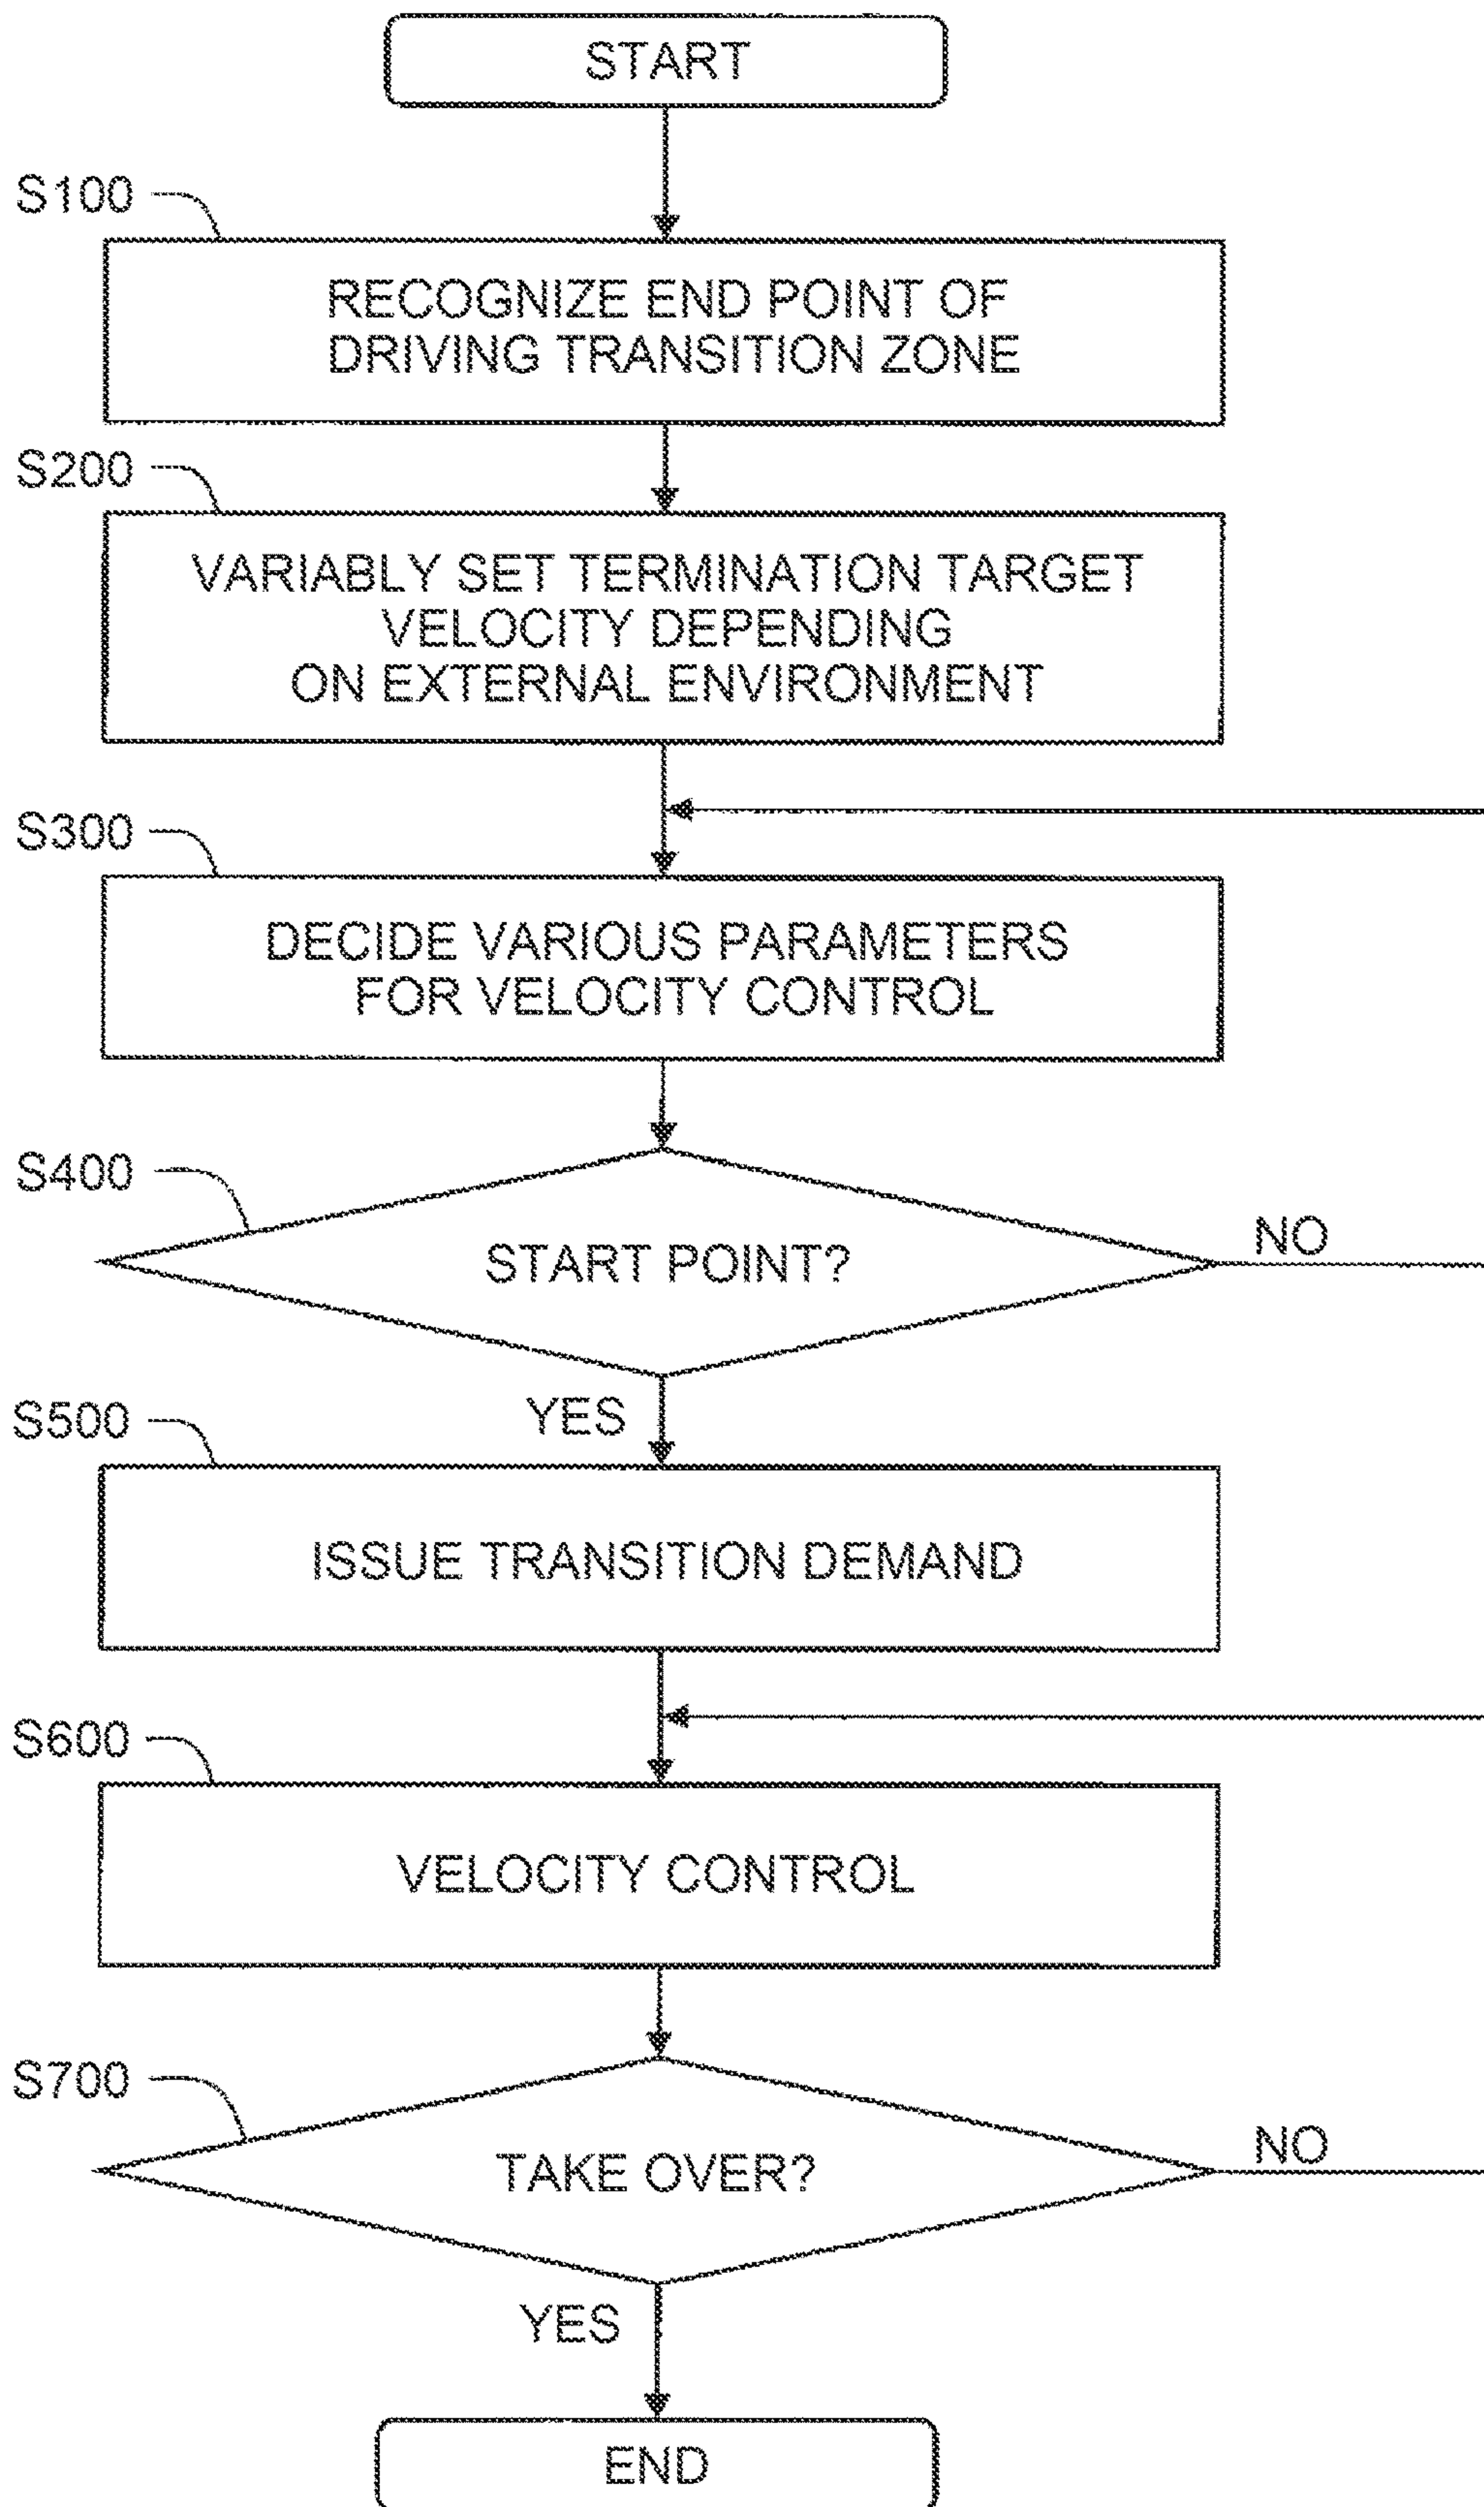 START
S100
RECOGNIZE END POINT OF
DRIVING TRANSITION ZONE
S200
VARIABLY SET TERMINATION TARGET
VELOCITY DEPENDING
ON EXTERNAL ENVIRONMENT
S300
DECIDE VARIOUS PARAMETERS
FOR VELOCITY CONTROL
S400
START POINT?
NO
YES
S500
ISSUE TRANSITION DEMAND
S600
VELOCITY CONTROL
S700
TAKE OVER?
NO
YES
END